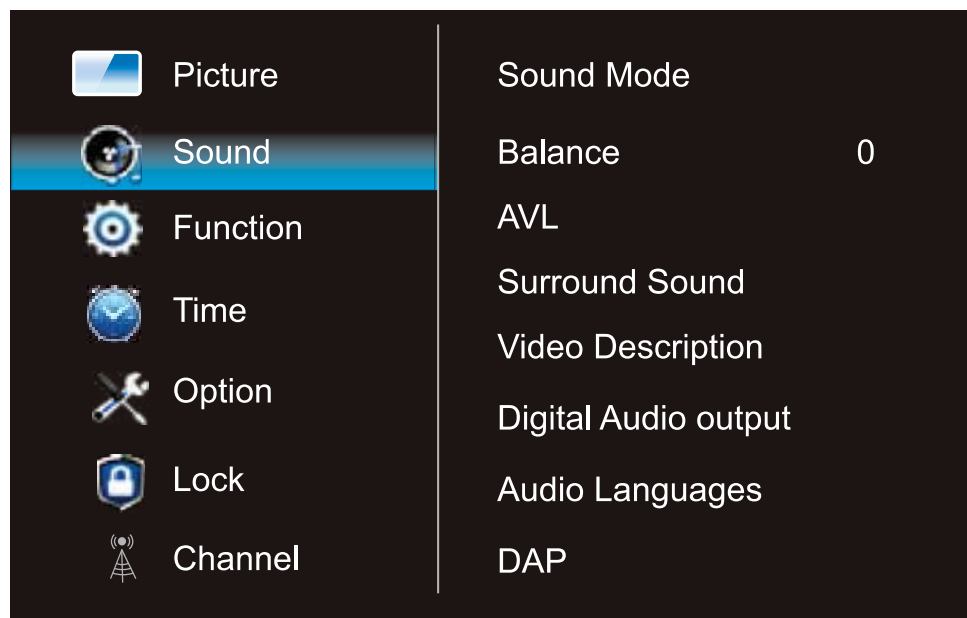 Picture
Sound
Function
Time
Option
Lock
Channel
Sound Mode
Balance 0
AVL
Surround Sound
Video Description
Digital Audio output
Audio Languages
DAP